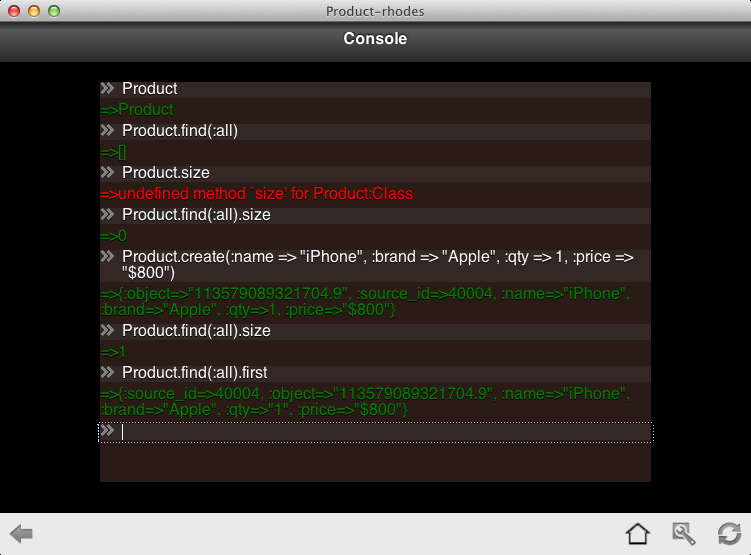 Product-rhodes
Console
» Product
=>Product
» Product.find(:all)
=>[]
» Product.size
=>undefined method `size' for Product:Class
» Product.find(:all).size
=>0
» Product.create(:name => "iPhone", :brand => "Apple", :qty => 1, :price =>
"$800")
=>{:object=>"113579089321704.9", :source_id=>40004, :name=>"iPhone",
:brand=>"Apple", :qty=>1, :price=>"$800"}
» Product.find(:all).size
=>1
» Product.find(:all).first
=>{:source_id=>40004, :object=>"113579089321704.9", :name=>"iPhone",
:brand=>"Apple", :qty=>"1", :price=>"$800"}
»